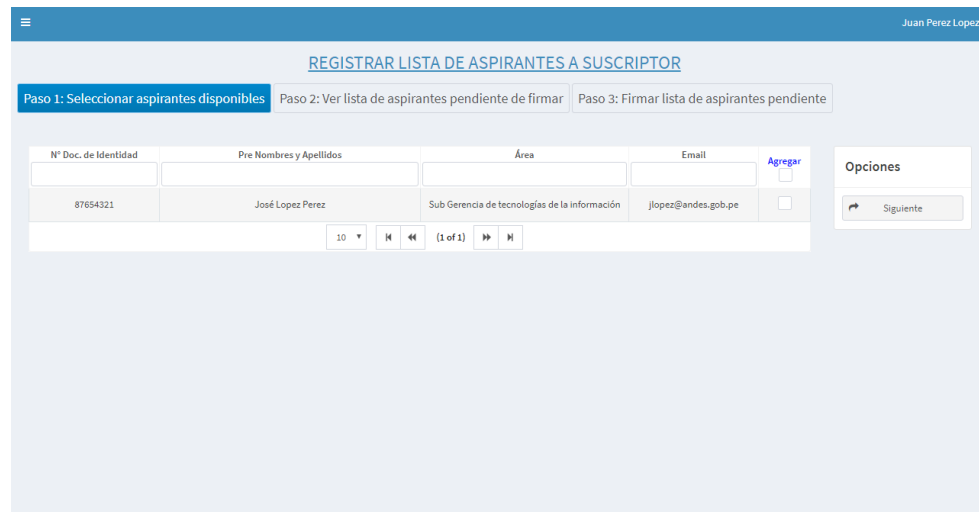 Juan Perez Lopez
REGISTRAR LISTA DE ASPIRANTES A SUSCRIPTOR
Paso 1: Seleccionar aspirantes disponibles Paso 2: Ver lista de aspirantes pendiente de firmar Paso 3: Firmar lista de aspirantes pendiente
N° Doc. de Identidad Pre Nombres y Apellidos Área Email Agregar
Opciones
87654321 José Lopez Perez Sub Gerencia de tecnologías de la información jlopez@andes.gob.pe
Siguiente
10 (1 of 1)